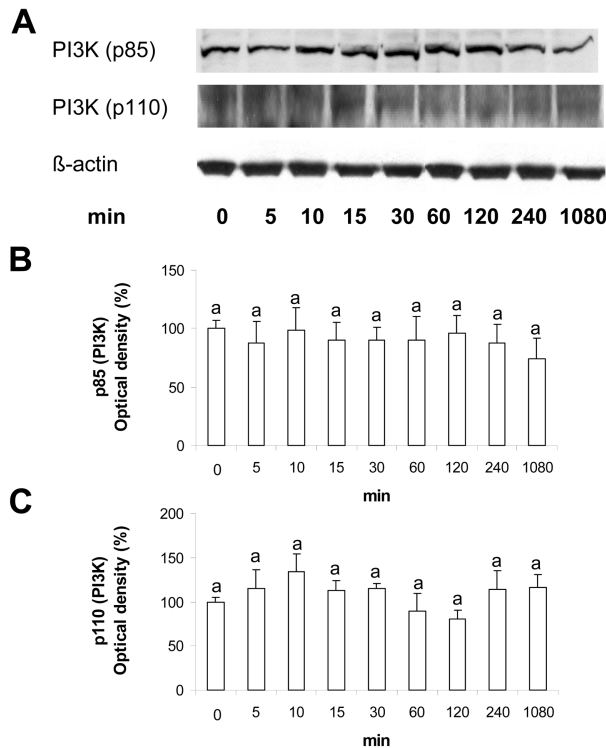 A
PI3K (p85)
PI3K (p110)
ß-actin
min 0 5 10 15 30 60 120 240 1080
B
p85 (PI3K)
Optical density (%)
150
100
50
0
a a a a a a a a a
0 5 10 15 30 60 120 240 1080
min
C
p110 (PI3K)
Optical density (%)
200
150
100
50
0
a a a a a a a a a
0 5 10 15 30 60 120 240 1080
min